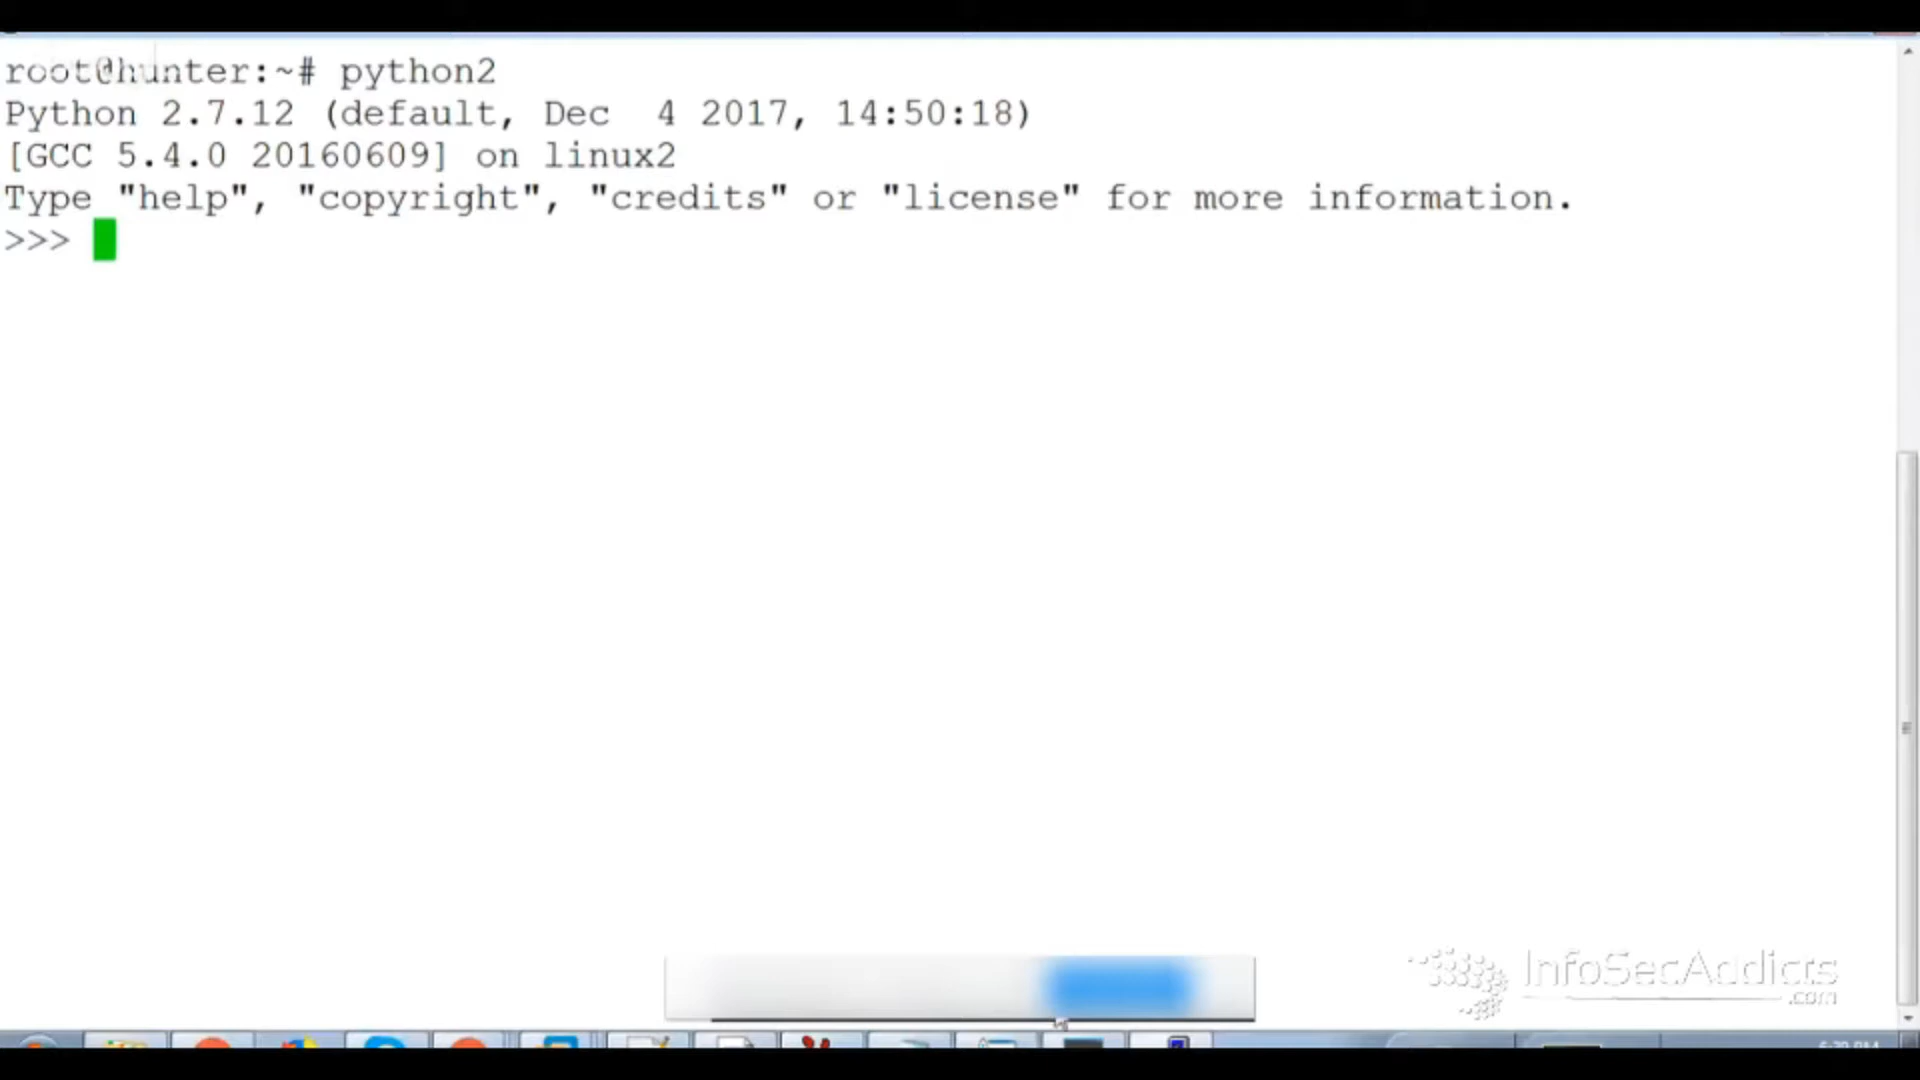 root@hunter:~# python2
Python 2.7.12 (default, Dec  4 2017, 14:50:18)
[GCC 5.4.0 20160609] on linux2
Type "help", "copyright", "credits" or "license" for more information.
>>>
InfoSecAddicts
.com